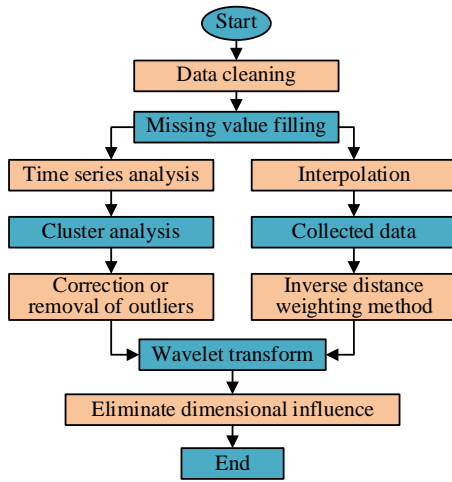 Start
Data cleaning
Missing value filling
Time series analysis
Interpolation
Cluster analysis
Collected data
Correction or
removal of outliers
Inverse distance
weighting method
Wavelet transform
Eliminate dimensional influence
End